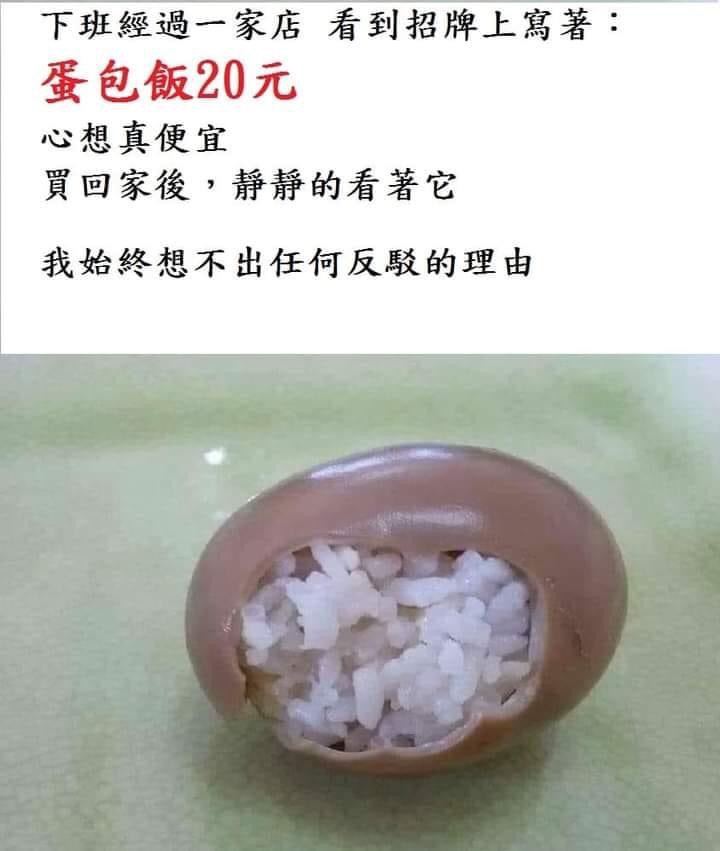 下班經過一家店 看到招牌上寫著：
蛋包飯20元
心想真便宜
買回家後，靜靜的看著它
我始終想不出任何反駁的理由